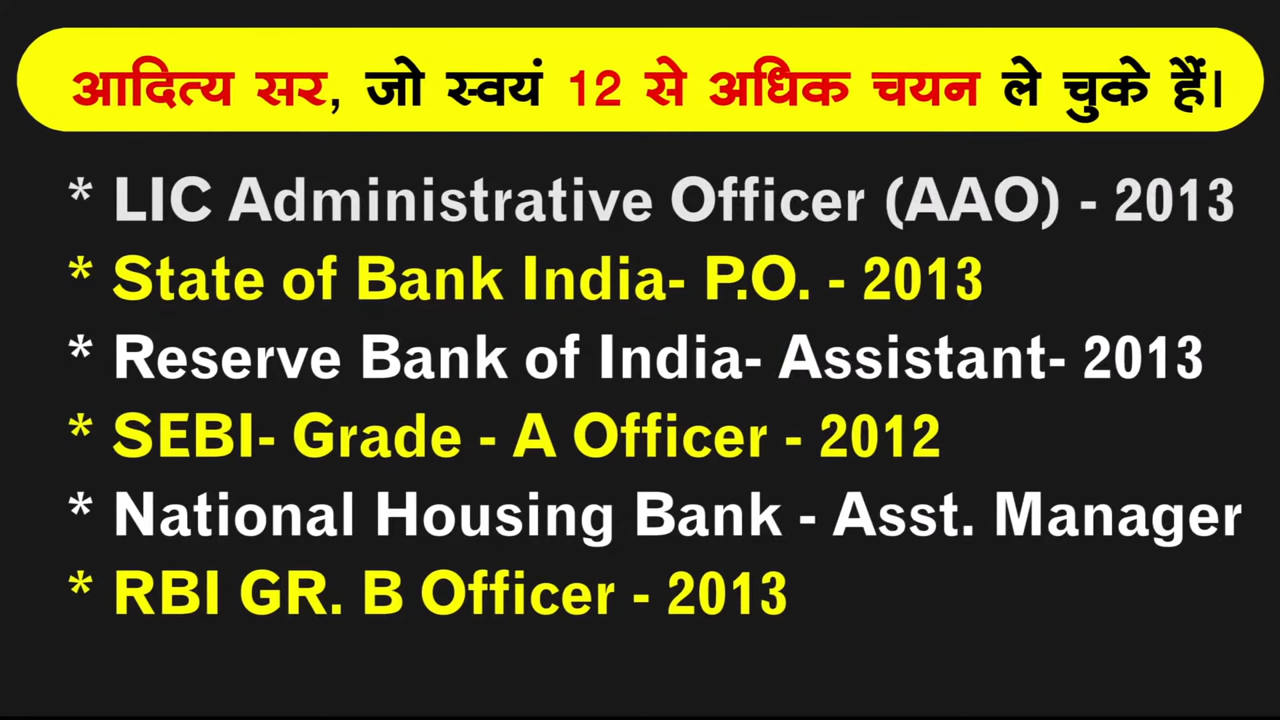 आदित्य सर, जो स्वयं 12 से अधिक चयन ले चुके हैं।
* LIC Administrative Officer (AAO) - 2013
* State of Bank India- P.O. - 2013
* Reserve Bank of India- Assistant- 2013
* SEBI- Grade - A Officer - 2012
* National Housing Bank - Asst. Manager
* RBI GR. B Officer - 2013